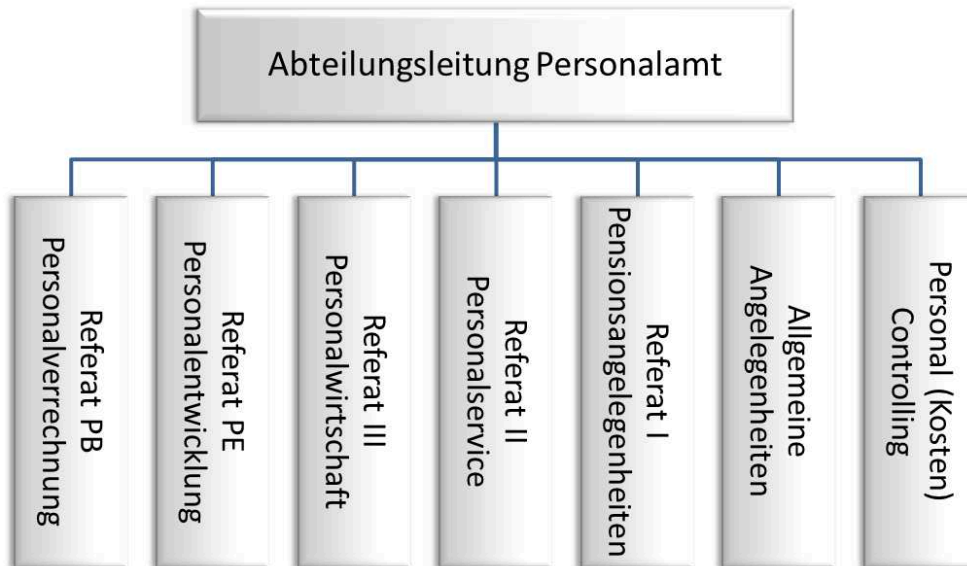 Abteilungsleitung Personalamt
Referat PB
Personalverrechnung
Referat PE
Personalentwicklung
Referat III
Personalwirtschaft
Referat II
Personalservice
Referat I
Pensionsangelegenheiten
Allgemeine
Angelegenheiten
Personal (Kosten)
Controlling